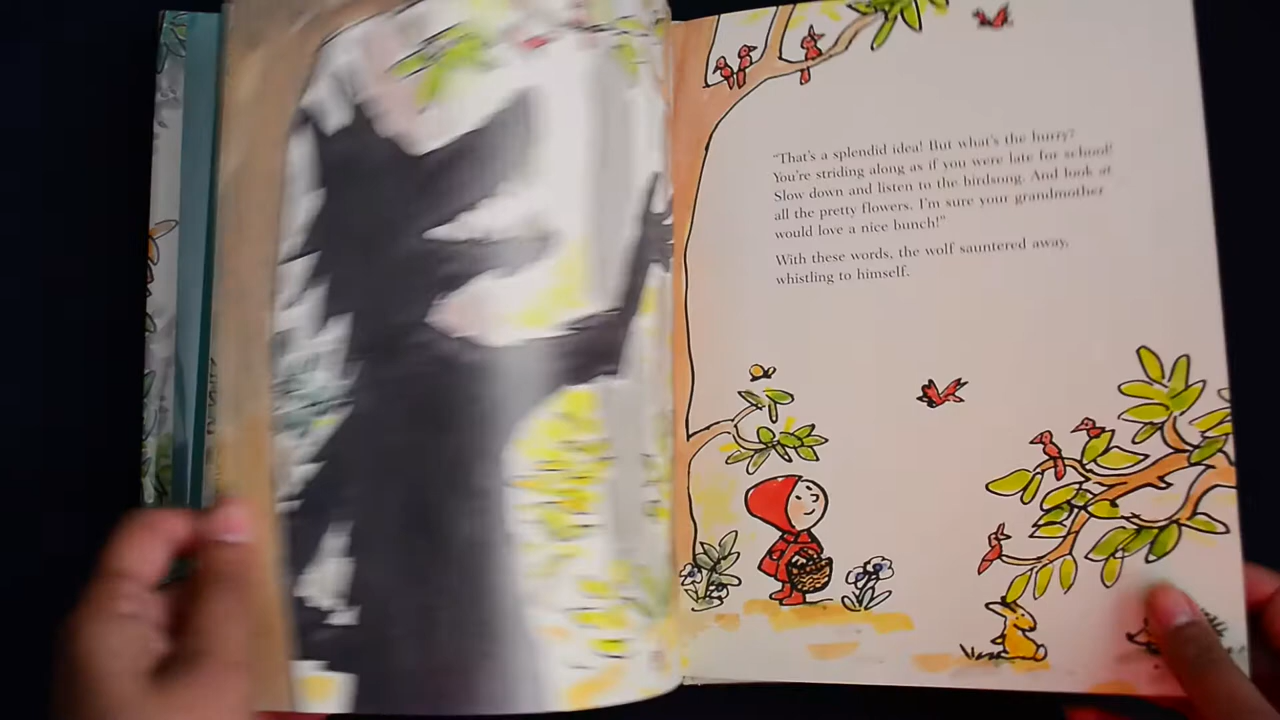 "That's a splendid idea! But what's the hurry?
You're striding along as if you were late for school!
Slow down and listen to the birdsong. And look at
all the pretty flowers. I'm sure your grandmother
would love a nice bunch!"
With these words, the wolf sauntered away,
whistling to himself.